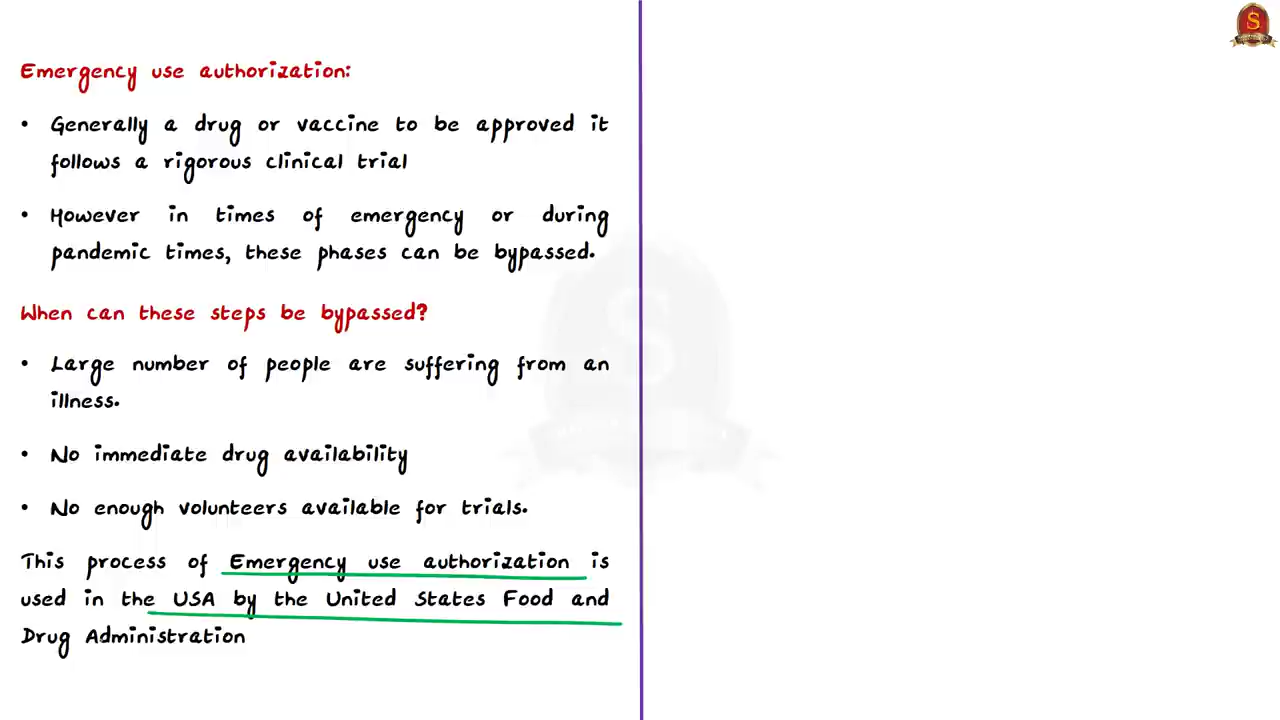 Emergency use authorization:
• Generally a drug or vaccine to be approved it
follows a rigorous clinical trial
• However in times of emergency or during
pandemic times, these phases can be bypassed.
When can these steps be bypassed?
• Large number of people are suffering from an
illness.
• No immediate drug availability
• No enough volunteers available for trials.
This process of Emergency use authorization is
used in the USA by the United States Food and
Drug Administration
S